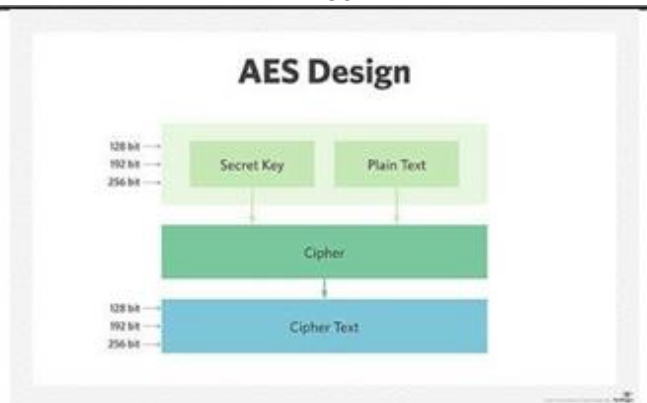 AES Design
128 bit
192 bit
256 bit
Secret Key
Plain Text
Cipher
128 bit
192 bit
256 bit
Cipher Text